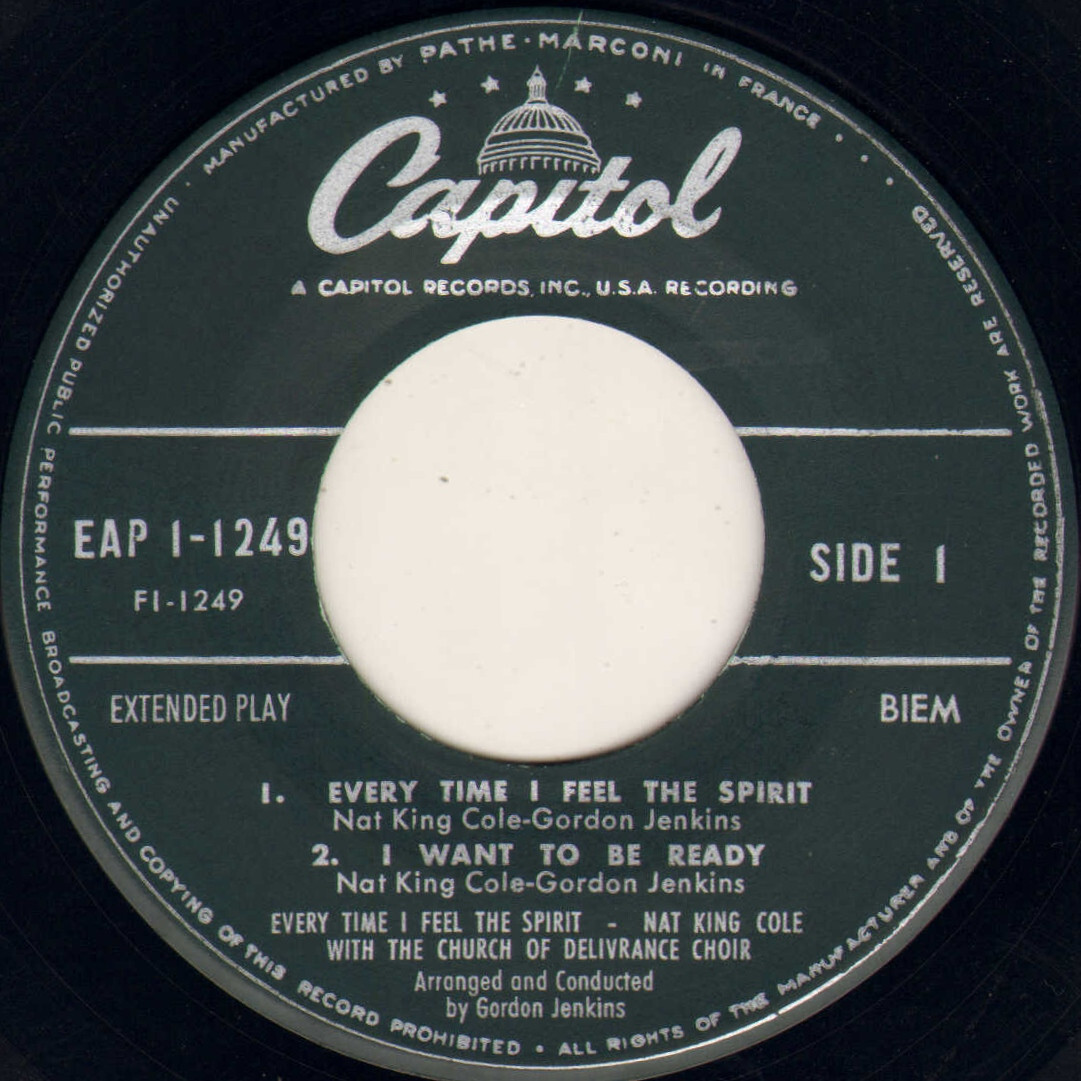 MANUFACTURED BY PATHE·MARCONI IN FRANCE
Capitol
A CAPITOL RECORDS, INC., U.S.A. RECORDING
EAP 1-1249
F1-1249
SIDE 1
EXTENDED PLAY
BIEM
1. EVERY TIME I FEEL THE SPIRIT
Nat King Cole-Gordon Jenkins
2. I WANT TO BE READY
Nat King Cole-Gordon Jenkins
EVERY TIME I FEEL THE SPIRIT - NAT KING COLE
WITH THE CHURCH OF DELIVRANCE CHOIR
Arranged and Conducted
by Gordon Jenkins
UNAUTHORIZED PUBLIC PERFORMANCE BROADCASTING AND COPYING OF THIS RECORD PROHIBITED · ALL RIGHTS OF THE MANUFACTURER AND OF THE OWNER OF THE RECORDED WORK ARE RESERVED